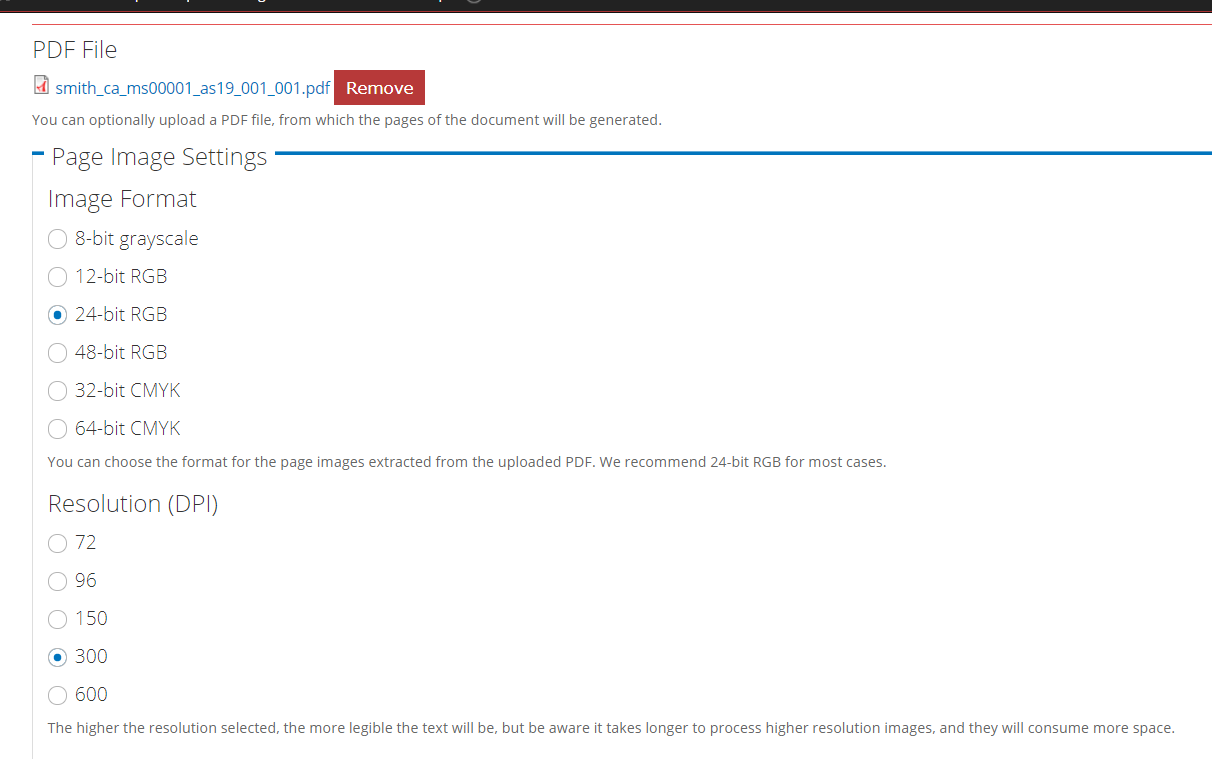 PDF File
smith_ca_ms00001_as19_001_001.pdf Remove
You can optionally upload a PDF file, from which the pages of the document will be generated.
Page Image Settings
Image Format
8-bit grayscale
12-bit RGB
24-bit RGB
48-bit RGB
32-bit CMYK
64-bit CMYK
You can choose the format for the page images extracted from the uploaded PDF. We recommend 24-bit RGB for most cases.
Resolution (DPI)
72
96
150
300
600
The higher the resolution selected, the more legible the text will be, but be aware it takes longer to process higher resolution images, and they will consume more space.